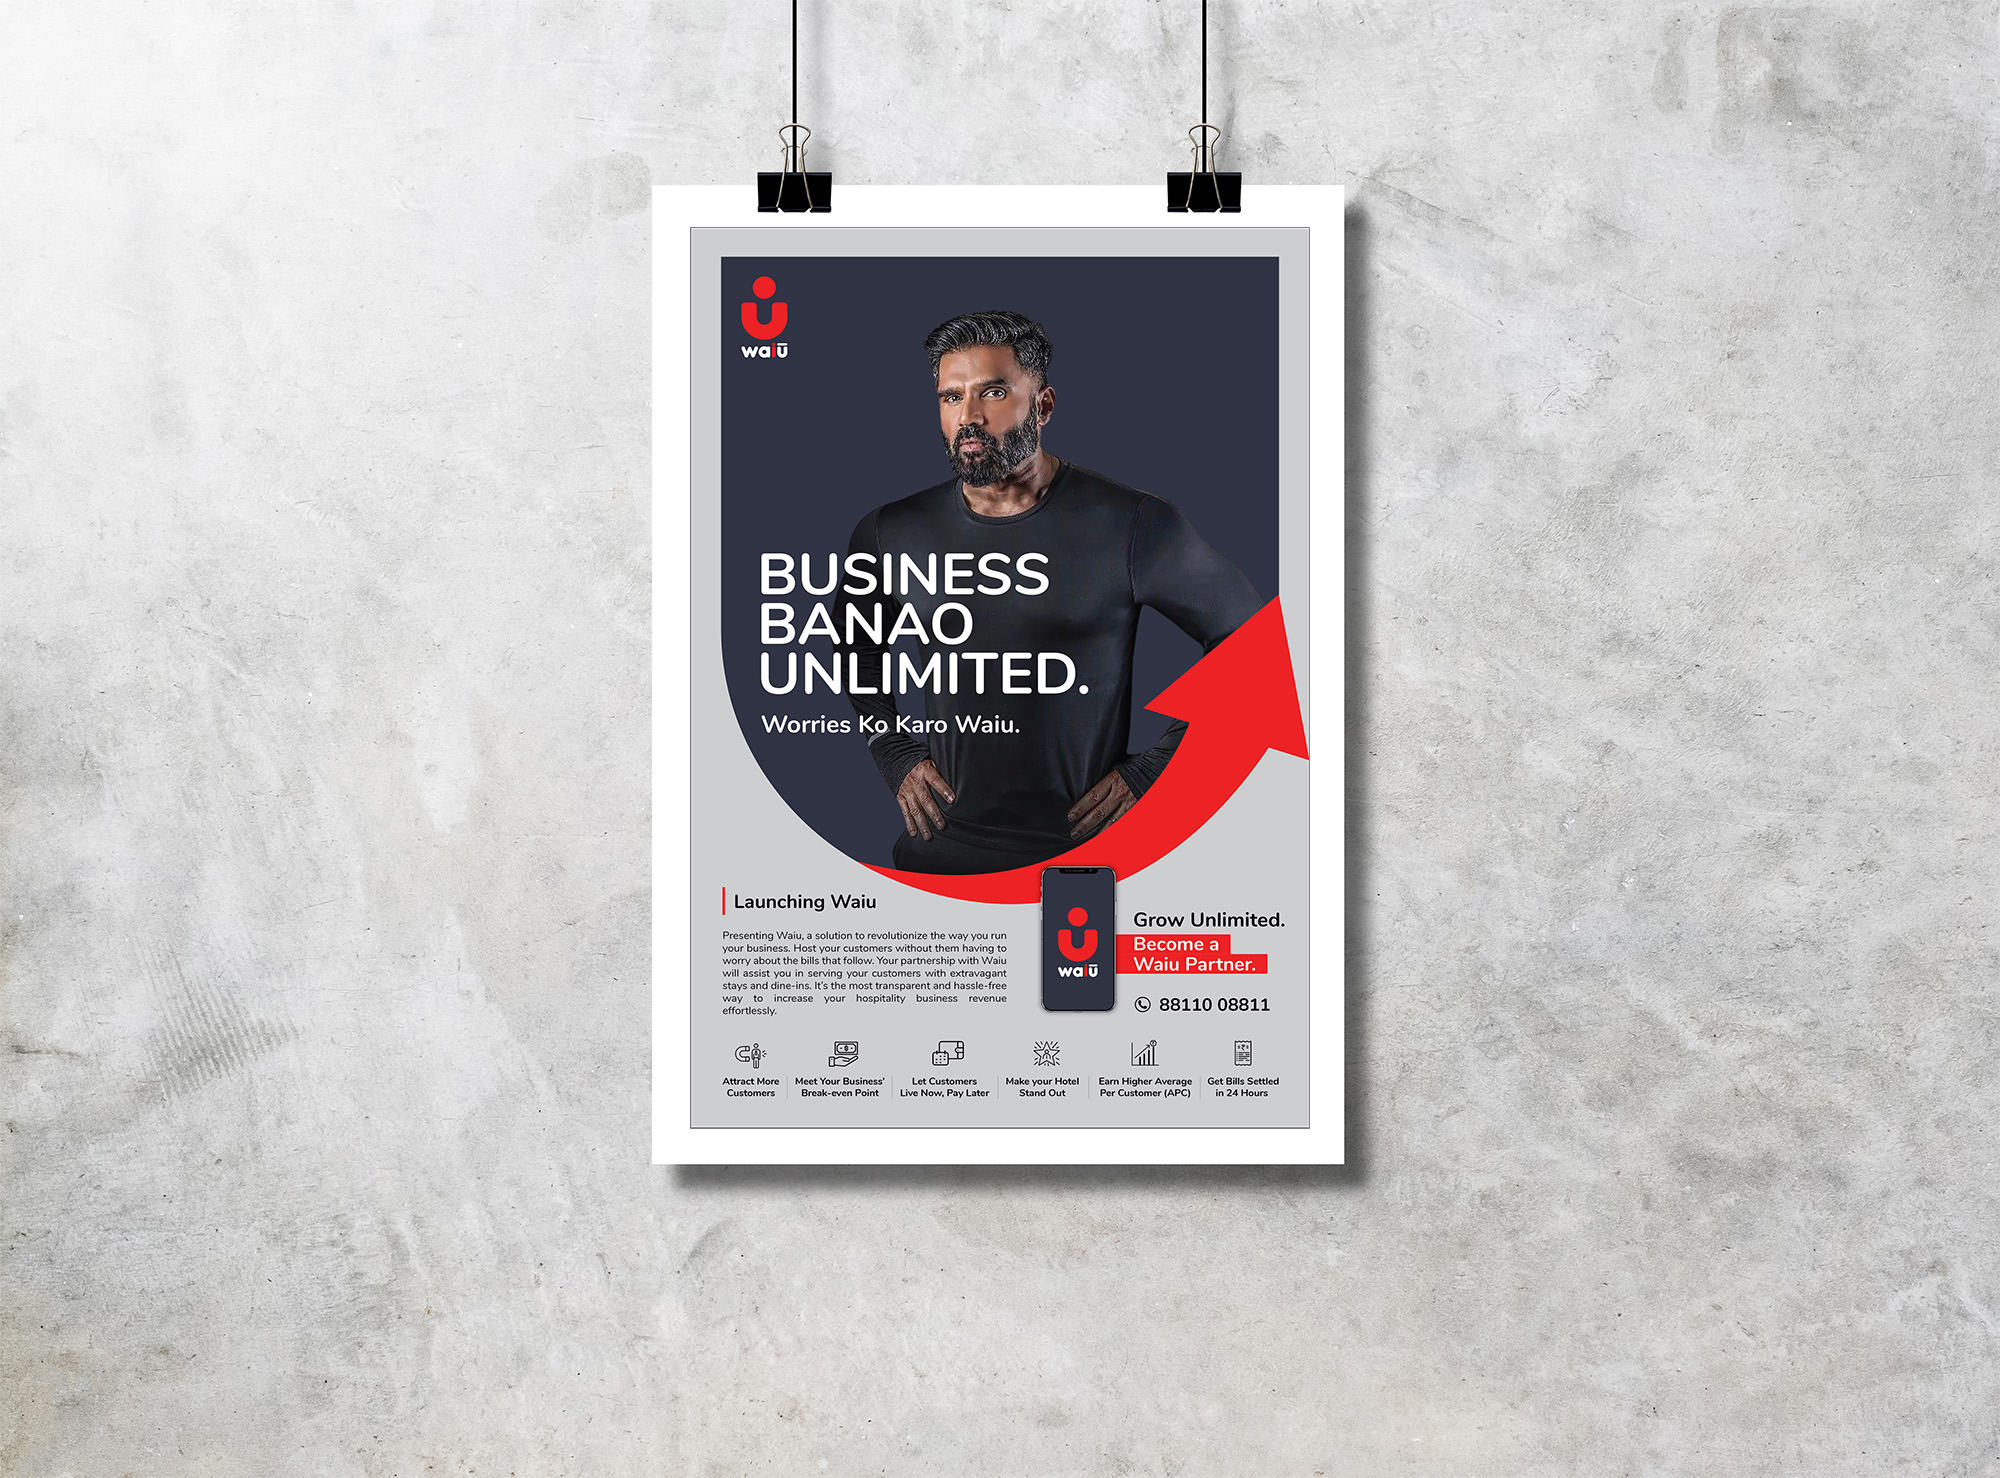 waiū
BUSINESS
BANAO
UNLIMITED.
Worries Ko Karo Waiu.
Launching Waiu
Presenting Waiu, a solution to revolutionize the way you run
your business. Host your customers without them having to
worry about the bills that follow. Your partnership with Waiu
will assist you in serving your customers with extravagant
stays and dine-ins. It's the most transparent and hassle-free
way to increase your hospitality business revenue
effortlessly.
waiū
Grow Unlimited.
Become a
Waiu Partner.
88110 08811
Attract More
Customers
Meet Your Business'
Break-even Point
Let Customers
Live Now, Pay Later
Make your Hotel
Stand Out
Earn Higher Average
Per Customer (APC)
Get Bills Settled
in 24 Hours